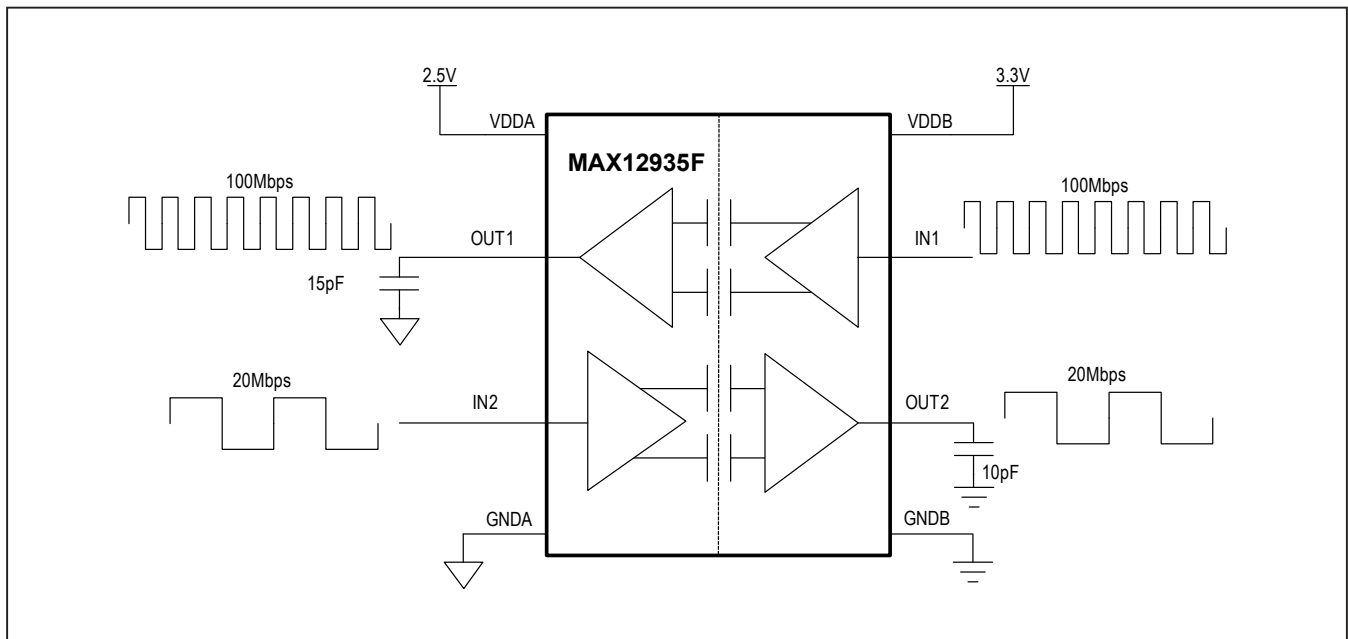 2.5V
3.3V
VDDA
VDDB
MAX12935F
100Mbps
100Mbps
OUT1
IN1
15pF
20Mbps
20Mbps
IN2
OUT2
10pF
GNDA
GNDB